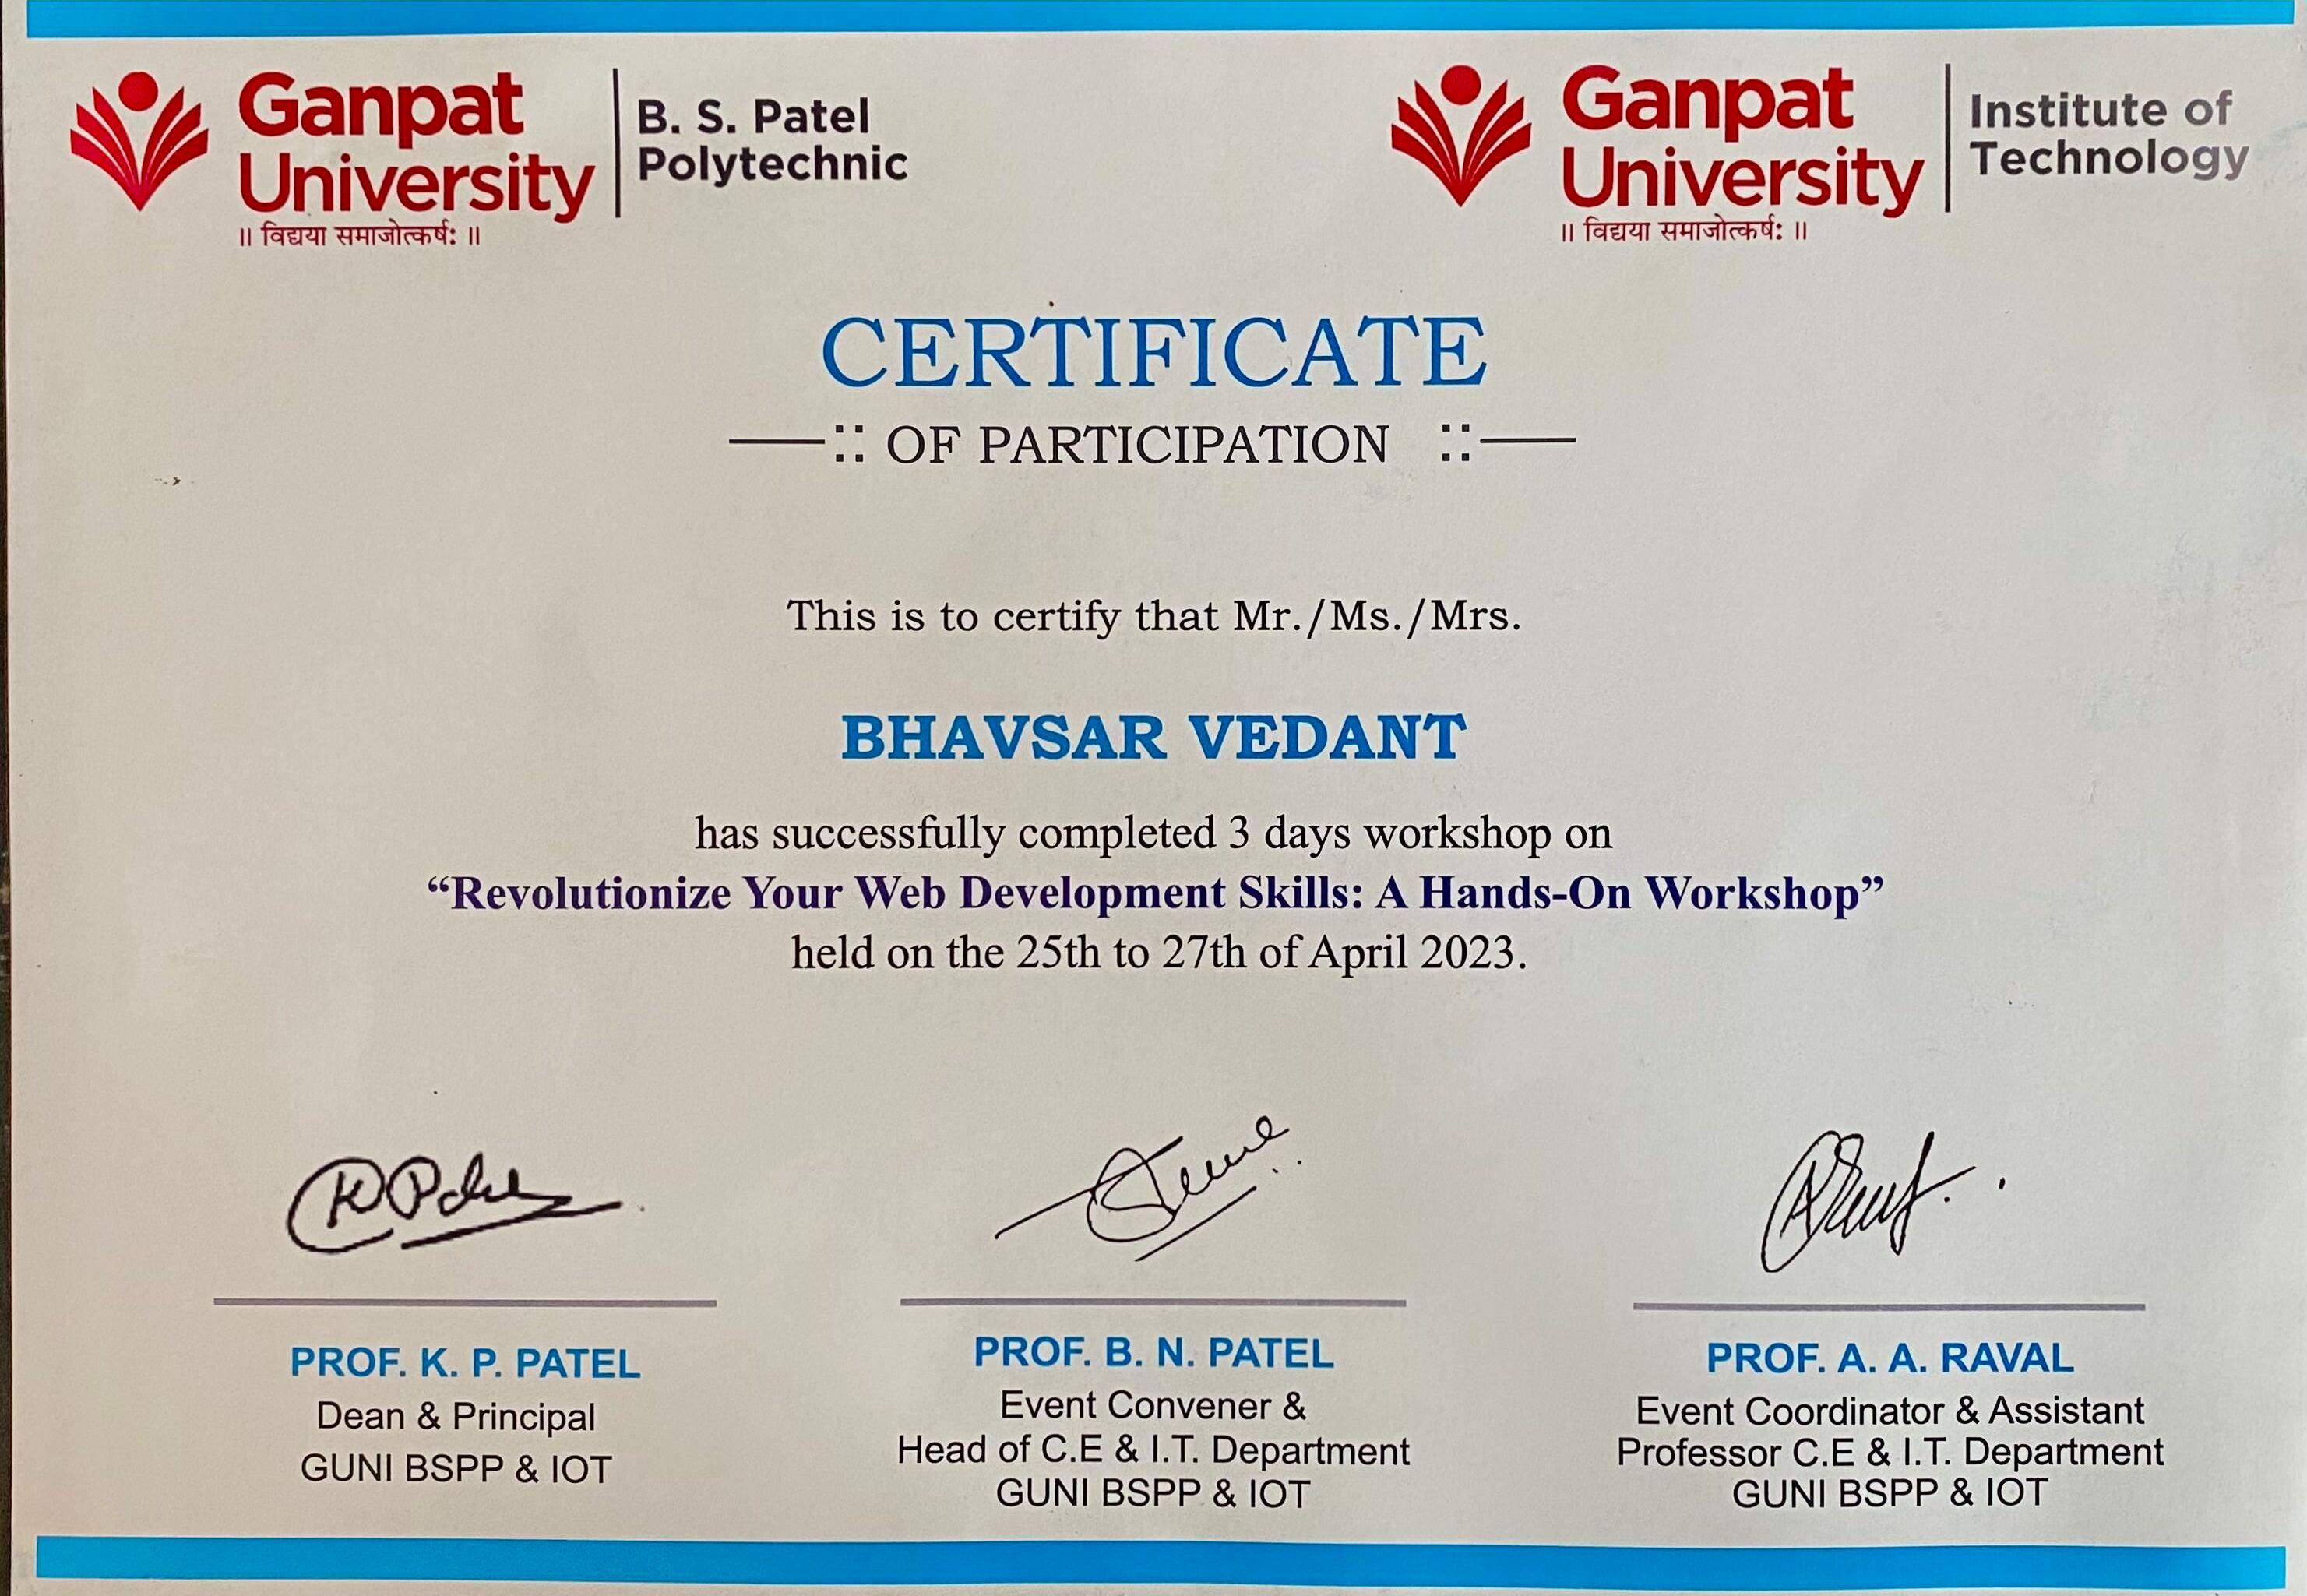 Ganpat
University
॥ विद्यया समाजोत्कर्षः ॥
B. S. Patel
Polytechnic
Ganpat
University
॥ विद्यया समाजोत्कर्षः ॥
Institute of
Technology
CERTIFICATE
—:: OF PARTICIPATION ::—
This is to certify that Mr./Ms./Mrs.
BHAVSAR VEDANT
has successfully completed 3 days workshop on
“Revolutionize Your Web Development Skills: A Hands-On Workshop”
held on the 25th to 27th of April 2023.
PROF. K. P. PATEL
Dean & Principal
GUNI BSPP & IOT
PROF. B. N. PATEL
Event Convener &
Head of C.E & I.T. Department
GUNI BSPP & IOT
PROF. A. A. RAVAL
Event Coordinator & Assistant
Professor C.E & I.T. Department
GUNI BSPP & IOT